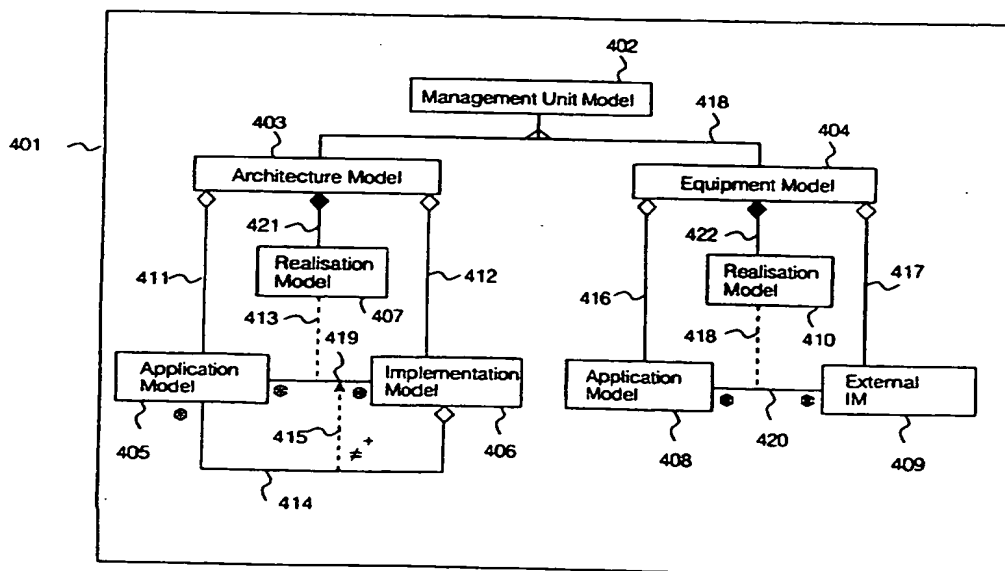 402
Management Unit Model
418
403
404
401
Architecture Model
Equipment Model
421
422
411
Realisation
Model
412
416
Realisation
Model
417
413
407
419
418
410
Application
Model
Implementation
Model
Application
Model
External
IM
405
415
≠+
406
408
420
409
414